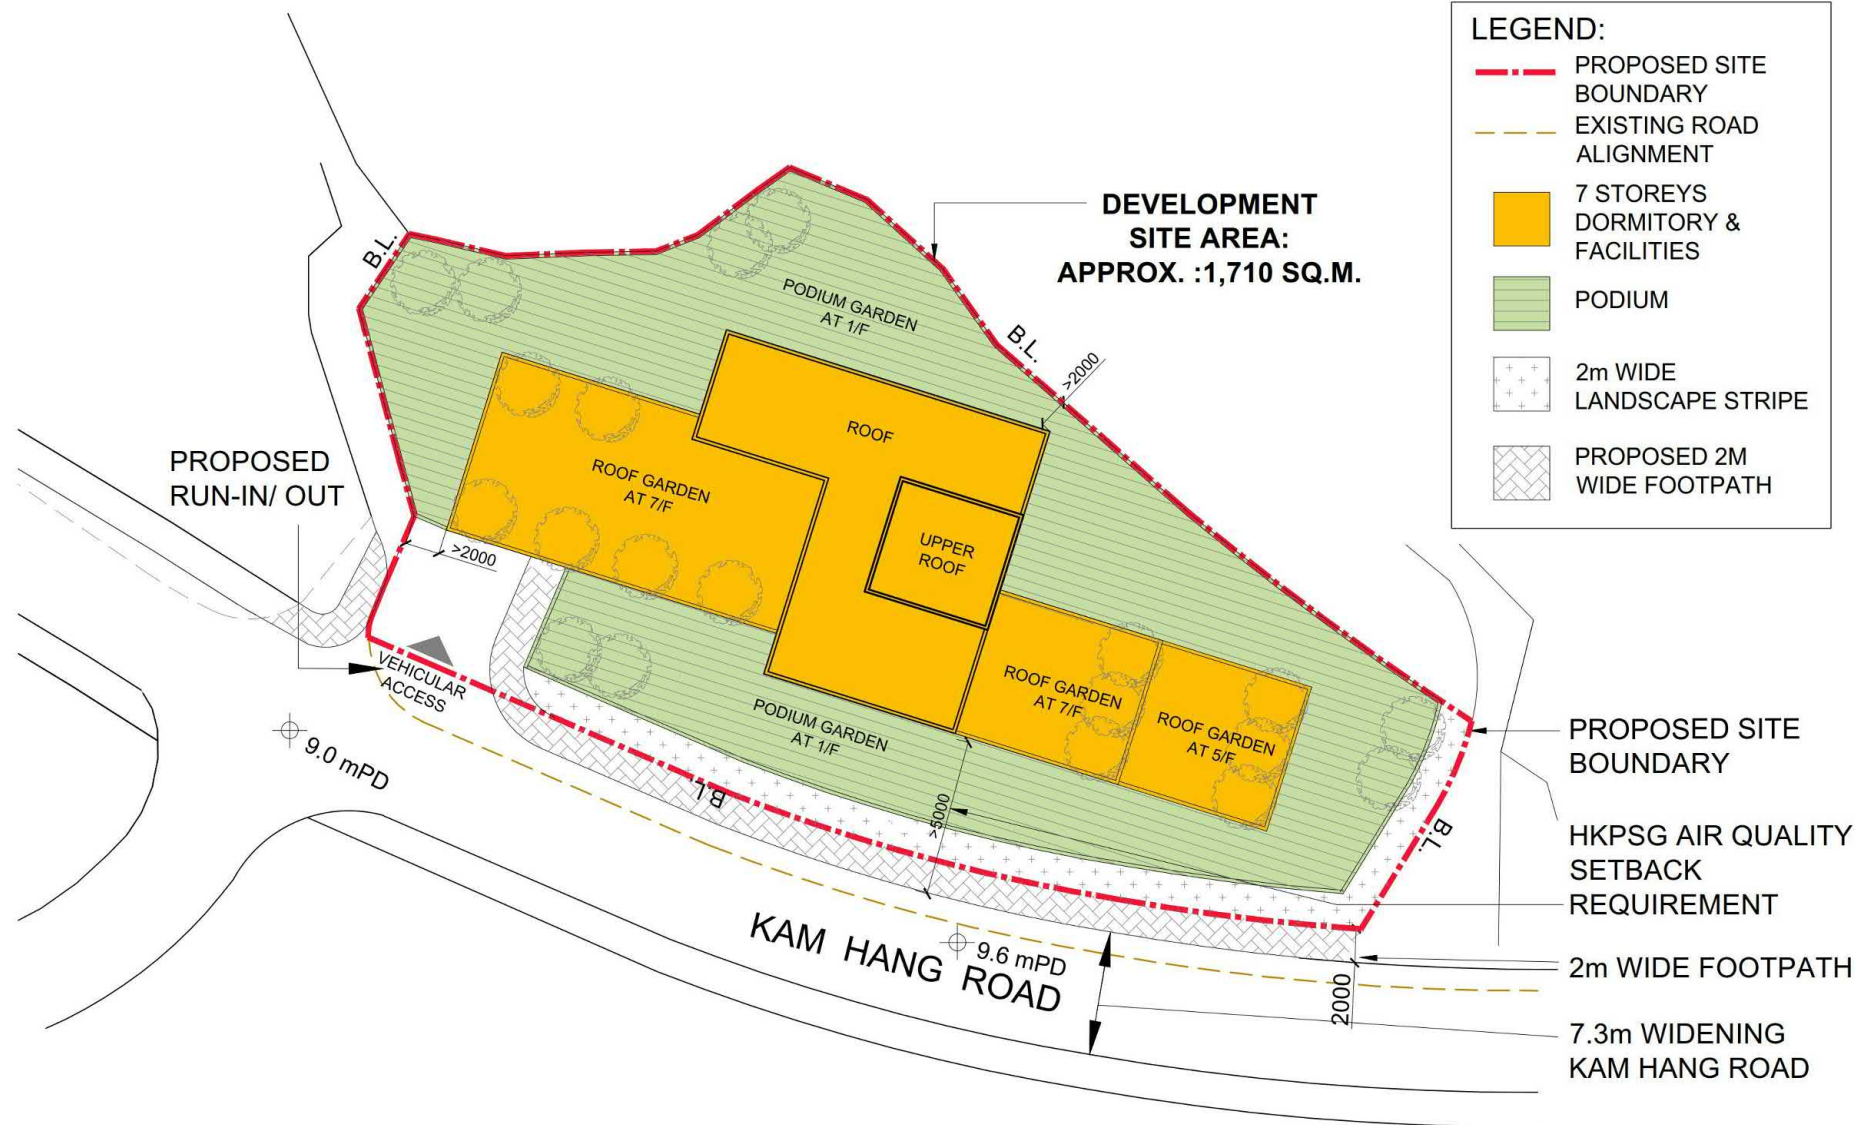 LEGEND:
PROPOSED SITE
BOUNDARY
EXISTING ROAD
ALIGNMENT
7 STOREYS
DORMITORY &
FACILITIES
PODIUM
2m WIDE
LANDSCAPE STRIPE
PROPOSED 2M
WIDE FOOTPATH
DEVELOPMENT
SITE AREA:
APPROX. :1,710 SQ.M.
B.L.
PODIUM GARDEN
AT 1/F
B.L.
>2000
ROOF
ROOF GARDEN
AT 7/F
UPPER
ROOF
PROPOSED
RUN-IN/ OUT
>2000
VEHICULAR
ACCESS
ROOF GARDEN
AT 7/F
ROOF GARDEN
AT 5/F
PODIUM GARDEN
AT 1/F
9.0 mPD
B.L.
>5000
B.L.
PROPOSED SITE
BOUNDARY
HKPSG AIR QUALITY
SETBACK
REQUIREMENT
KAM HANG ROAD
9.6 mPD
2000
2m WIDE FOOTPATH
7.3m WIDENING
KAM HANG ROAD